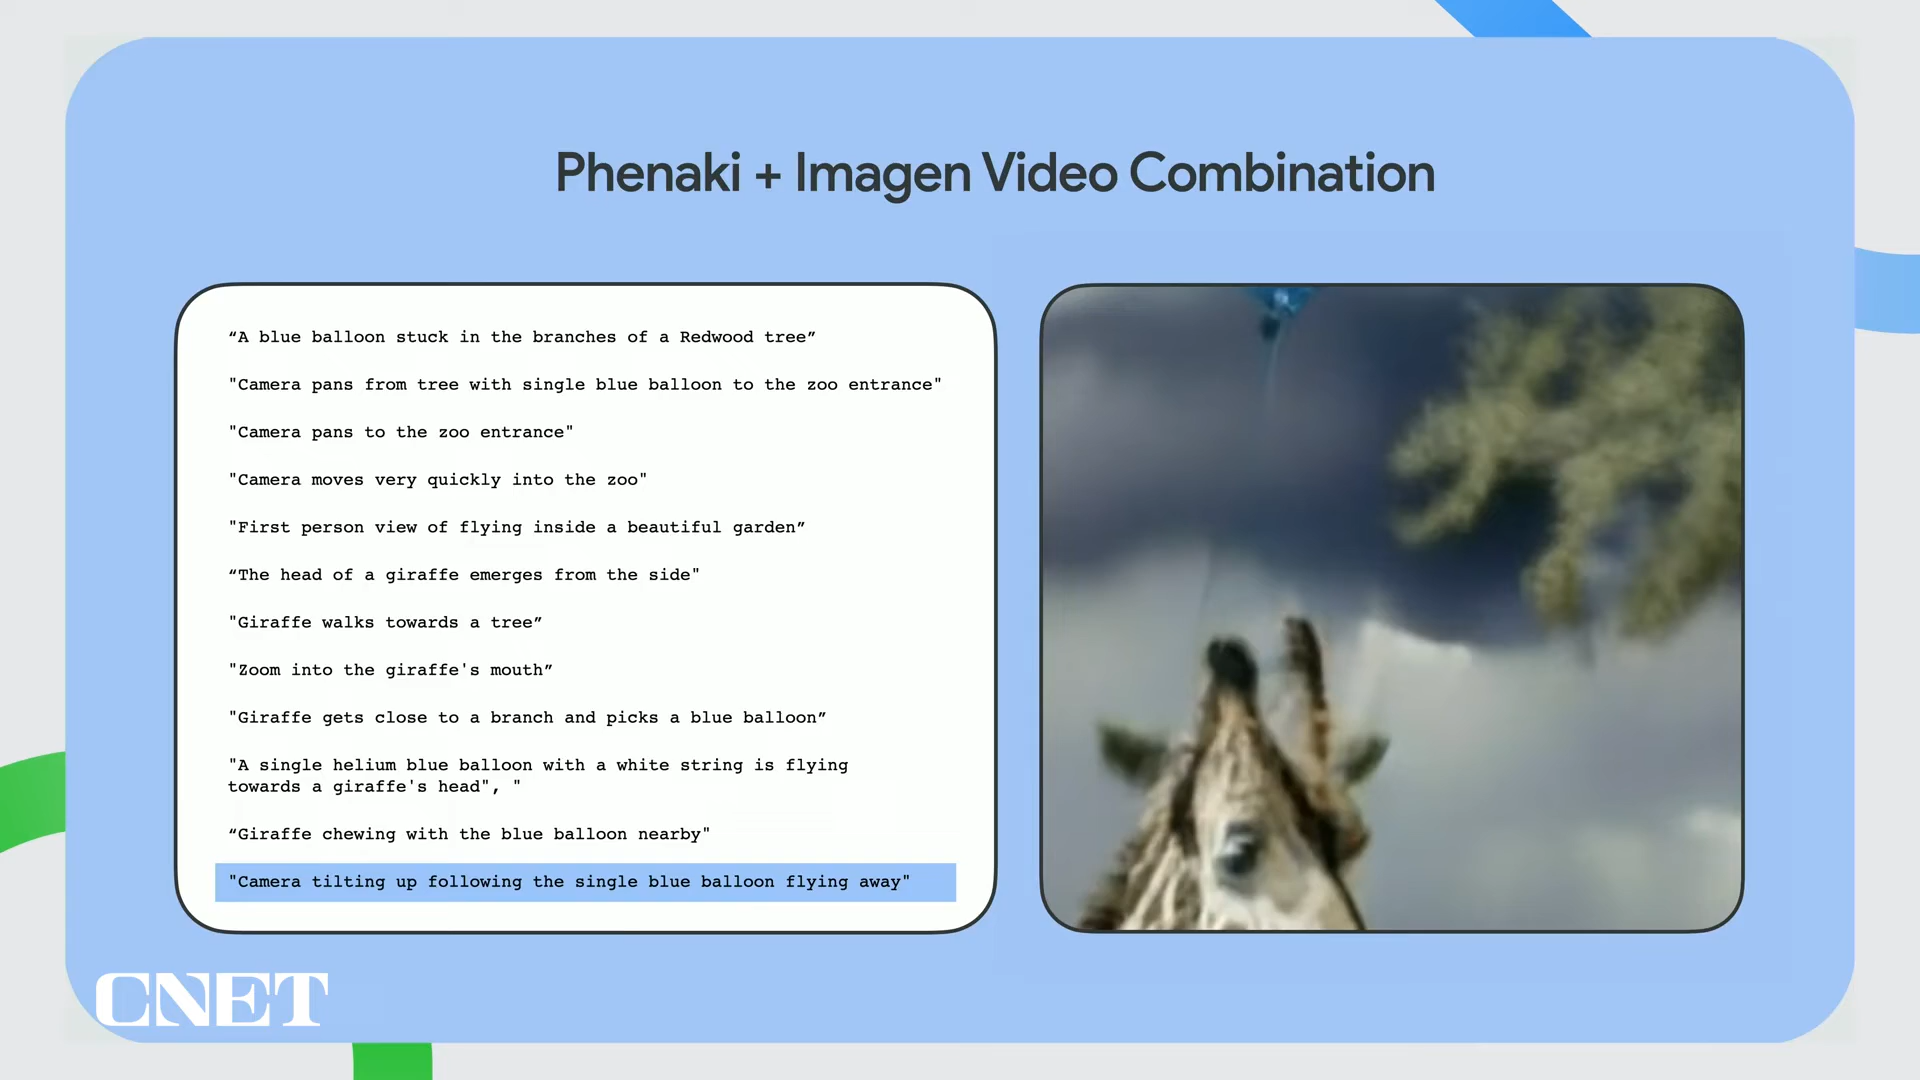 Phenaki + Imagen Video Combination
“A blue balloon stuck in the branches of a Redwood tree”
"Camera pans from tree with single blue balloon to the zoo entrance"
"Camera pans to the zoo entrance"
"Camera moves very quickly into the zoo"
"First person view of flying inside a beautiful garden”
“The head of a giraffe emerges from the side"
"Giraffe walks towards a tree”
"Zoom into the giraffe's mouth”
"Giraffe gets close to a branch and picks a blue balloon”
"A single helium blue balloon with a white string is flying
towards a giraffe's head", "
“Giraffe chewing with the blue balloon nearby"
"Camera tilting up following the single blue balloon flying away"
CNET